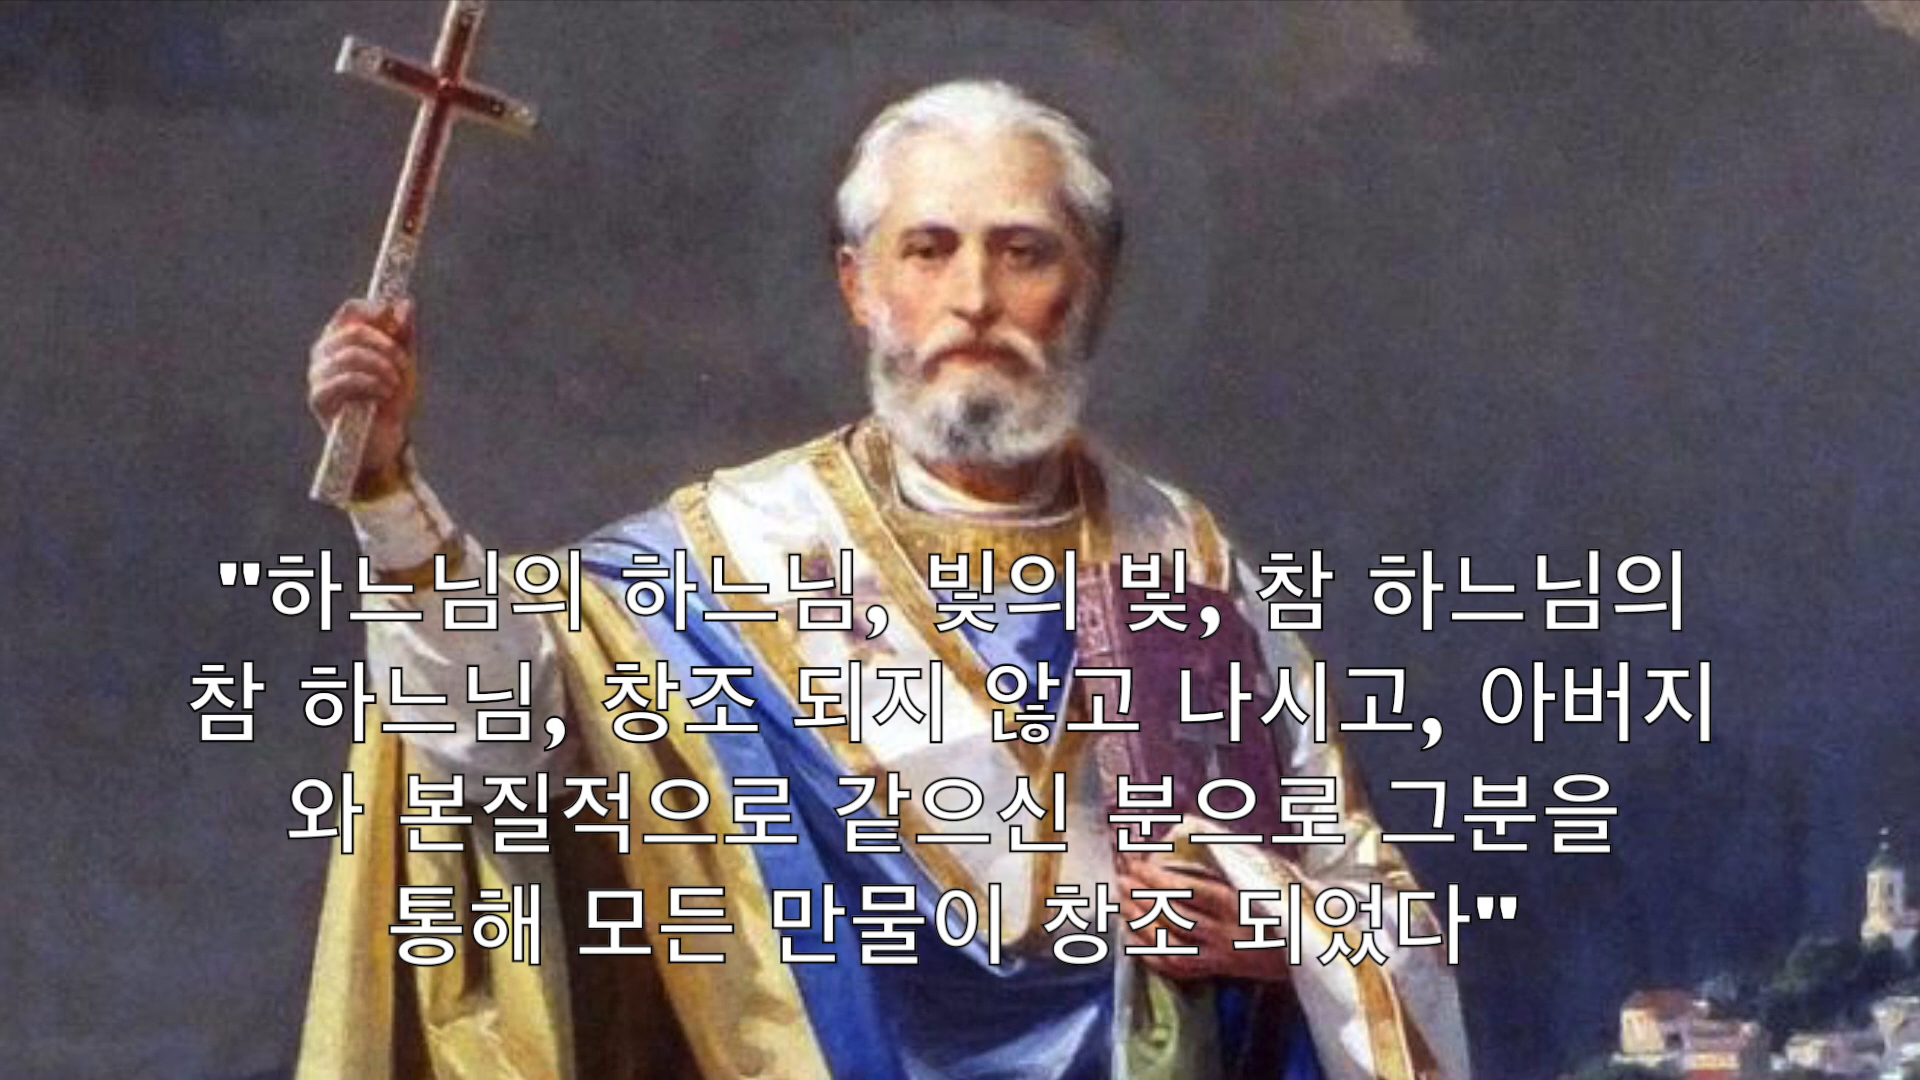 "하느님의 하느님, 빛의 빛, 참 하느님의
참 하느님, 창조 되지 않고 나시고, 아버지
와 본질적으로 같으신 분으로 그분을
통해 모든 만물이 창조 되었다"